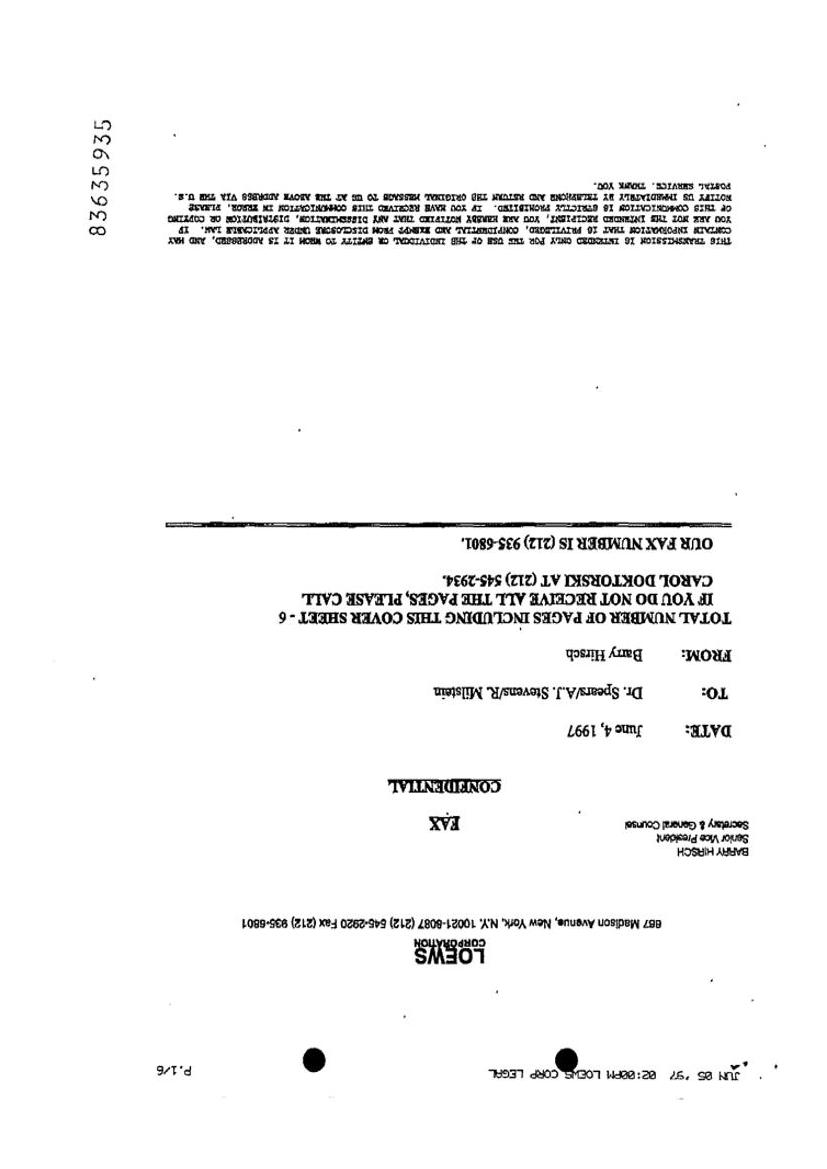 JUN 05 '97 02:00PM LOEWS CORP LEGAL P.1/6
LOEWS
CORPORATION
667 Madison Avenue, New York, N.Y. 10021-8087 (212) 545-2920 Fax (212) 935-6801
BARRY HIRSCH
Senior Vice President
Secretary & General Counsel
FAX
CONFIDENTIAL
DATE: June 4, 1997
TO: Dr. Spears/A.J. Stevens/R. Milstein
FROM: Barry Hirsch
TOTAL NUMBER OF PAGES INCLUDING THIS COVER SHEET - 6
IF YOU DO NOT RECEIVE ALL THE PAGES, PLEASE CALL
CAROL DOKTORSKI AT (212) 545-2934.
OUR FAX NUMBER IS (212) 935-6801.
THIS TRANSMISSION IS INTENDED ONLY FOR THE USE OF THE INDIVIDUAL OR ENTITY TO WHOM IT IS ADDRESSED, AND MAY
CONTAIN INFORMATION THAT IS PRIVILEGED, CONFIDENTIAL AND EXEMPT FROM DISCLOSURE UNDER APPLICABLE LAW. IF
YOU ARE NOT THE INTENDED RECIPIENT, YOU ARE HEREBY NOTIFIED THAT ANY DISSEMINATION, DISTRIBUTION OR COPYING
OF THIS COMMUNICATION IS STRICTLY PROHIBITED. IF YOU HAVE RECEIVED THIS COMMUNICATION IN ERROR, PLEASE
NOTIFY US IMMEDIATELY BY TELEPHONE AND RETURN THE ORIGINAL MESSAGE TO US AT THE ABOVE ADDRESS VIA THE U.S.
POSTAL SERVICE. THANK YOU.
83635935